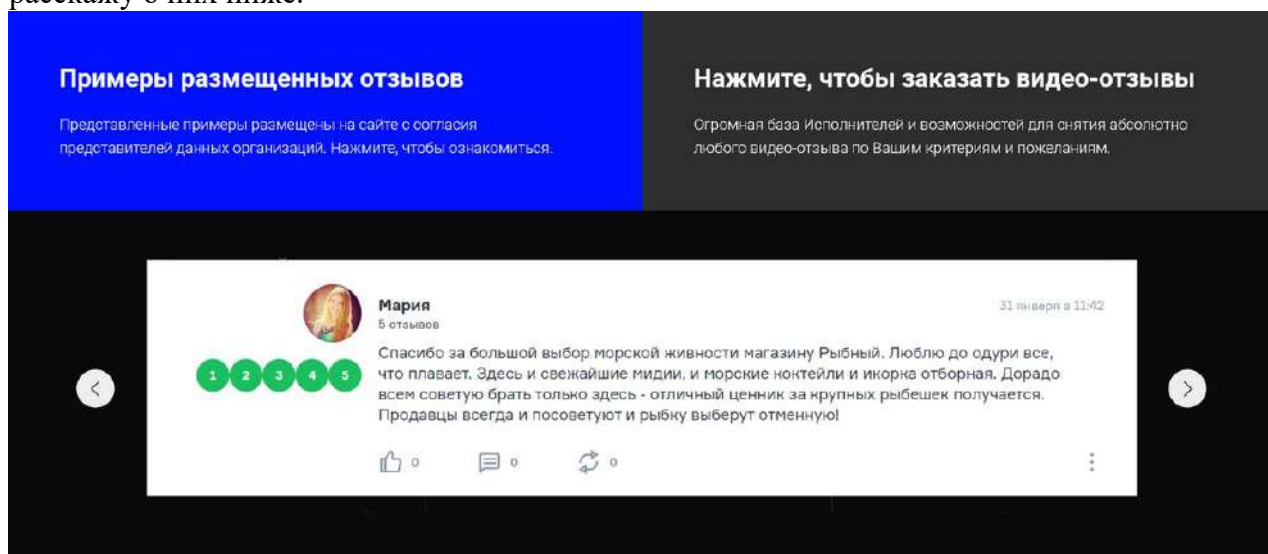 расскажу о них ниже.
Примеры размещенных отзывов
Представленные примеры размещены на сайте с согласия
представителей данных организаций. Нажмите, чтобы ознакомиться.
Нажмите, чтобы заказать видео-отзывы
Огромная база Исполнителей и возможностей для снятия абсолютно
любого видео-отзыва по Вашим критериям и пожеланиям.
Мария
31 января в 11:42
5 отзывов
1 2 3 4 5
Спасибо за большой выбор морской живности магазину Рыбный. Люблю до одури все,
что плавает. Здесь и свежайшие мидии, и морские коктейли и икорка отборная. Дорадо
всем советую брать только здесь - отличный ценник за крупных рыбешек получается.
Продавцы всегда и посоветуют и рыбку выберут отменную!
0 0 0